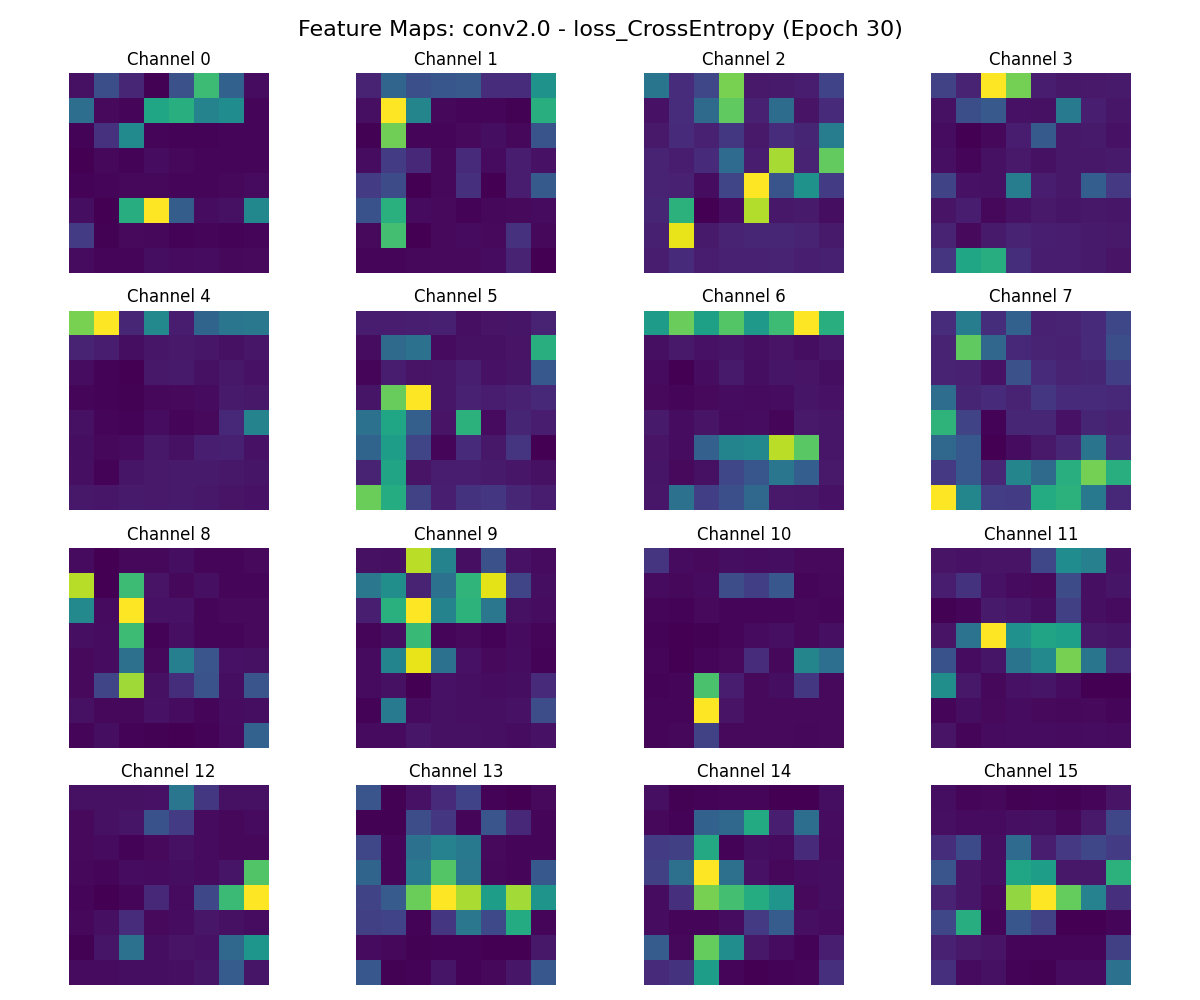 Feature Maps: conv2.0 - loss_CrossEntropy (Epoch 30)
Channel 0
Channel 1
Channel 2
Channel 3
Channel 4
Channel 5
Channel 6
Channel 7
Channel 8
Channel 9
Channel 10
Channel 11
Channel 12
Channel 13
Channel 14
Channel 15